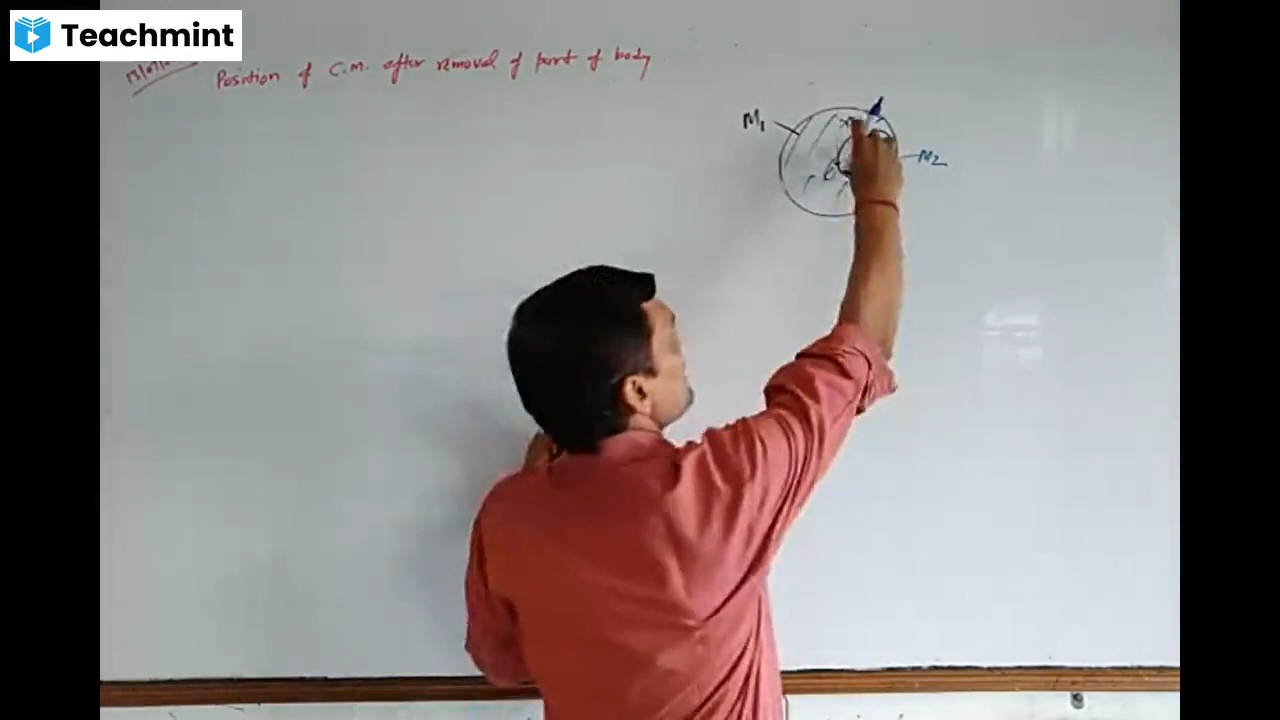 Teachmint
Position of C.M. after removal of part of body
M1
M2